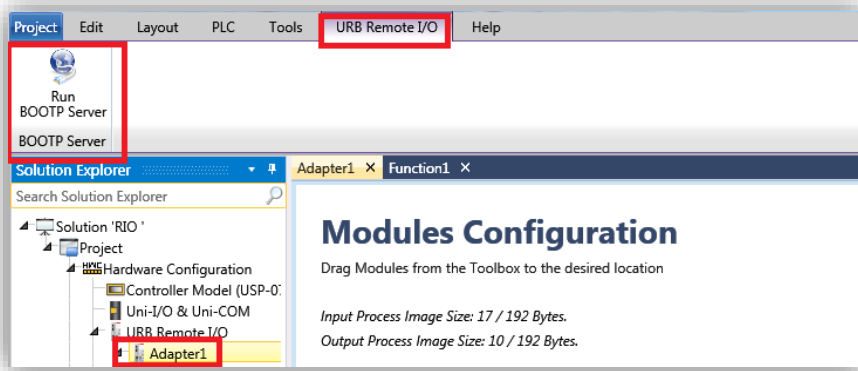 Project Edit Layout PLC Tools URB Remote I/O Help
Run
BOOTP Server
BOOTP Server
Solution Explorer
Adapter1 Function1
Search Solution Explorer
Solution 'RIO '
Project
Hardware Configuration
Controller Model (USP-0
Uni-I/O & Uni-COM
URB Remote I/O
Adapter1
Modules Configuration
Drag Modules from the Toolbox to the desired location
Input Process Image Size: 17 / 192 Bytes.
Output Process Image Size: 10 / 192 Bytes.